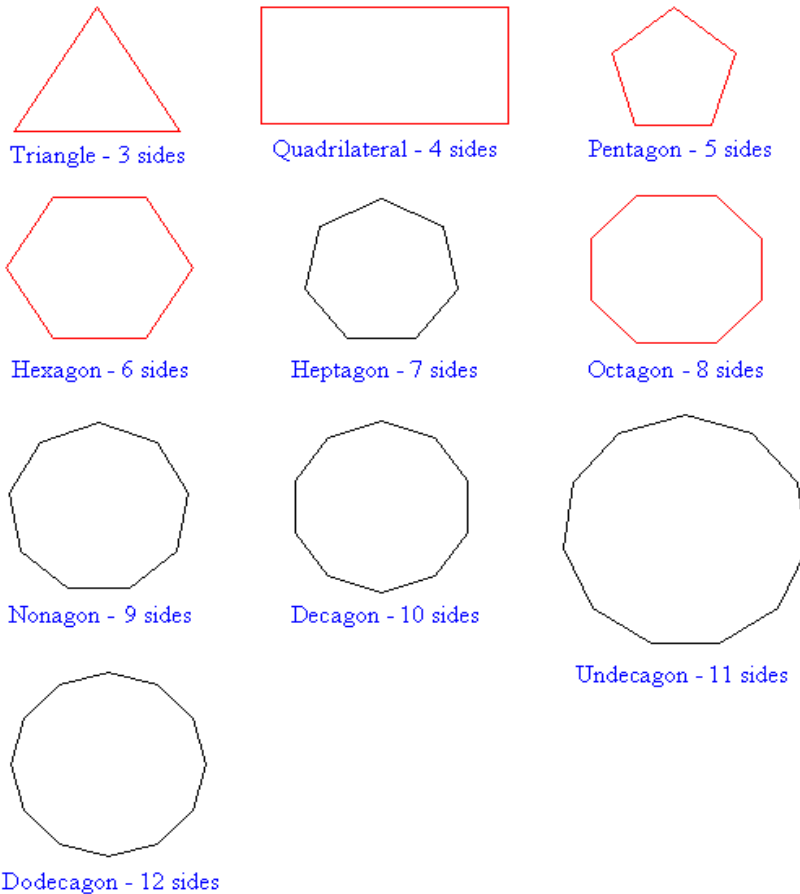 Triangle - 3 sides
Quadrilateral - 4 sides
Pentagon - 5 sides
Hexagon - 6 sides
Heptagon - 7 sides
Octagon - 8 sides
Nonagon - 9 sides
Decagon - 10 sides
Undecagon - 11 sides
Dodecagon - 12 sides